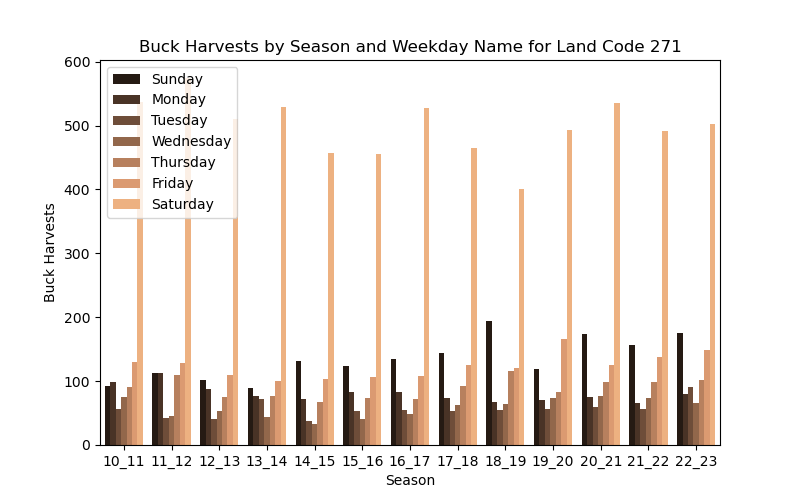 Buck Harvests by Season and Weekday Name for Land Code 271
600
500
400
300
200
100
0
Buck Harvests
Sunday
Monday
Tuesday
Wednesday
Thursday
Friday
Saturday
10_11 11_12 12_13 13_14 14_15 15_16 16_17 17_18 18_19 19_20 20_21 21_22 22_23
Season